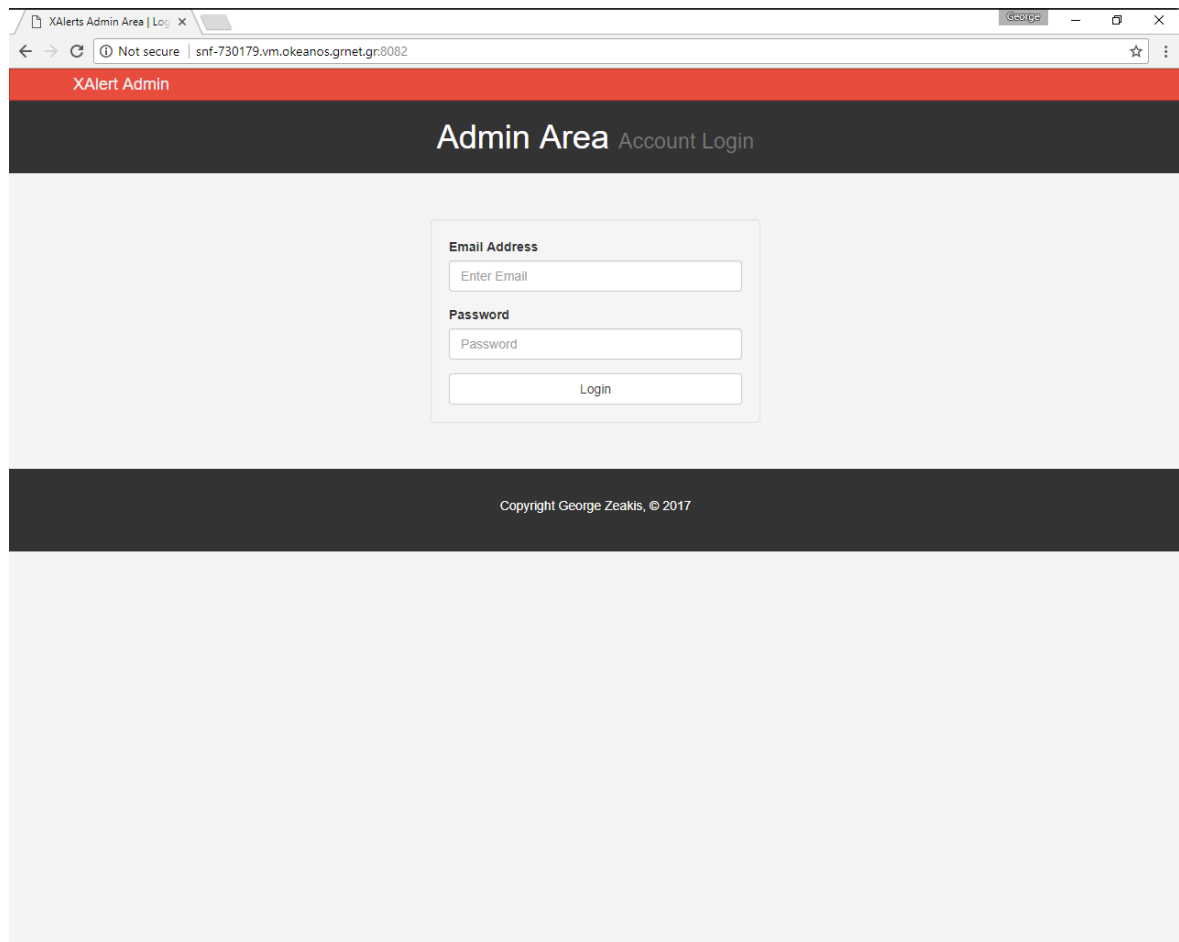 XAlerts Admin Area | Log
George
Not secure | snf-730179.vm.okeanos.grnet.gr:8082
XAlert Admin
Admin Area Account Login
Email Address
Enter Email
Password
Password
Login
Copyright George Zeakis, © 2017